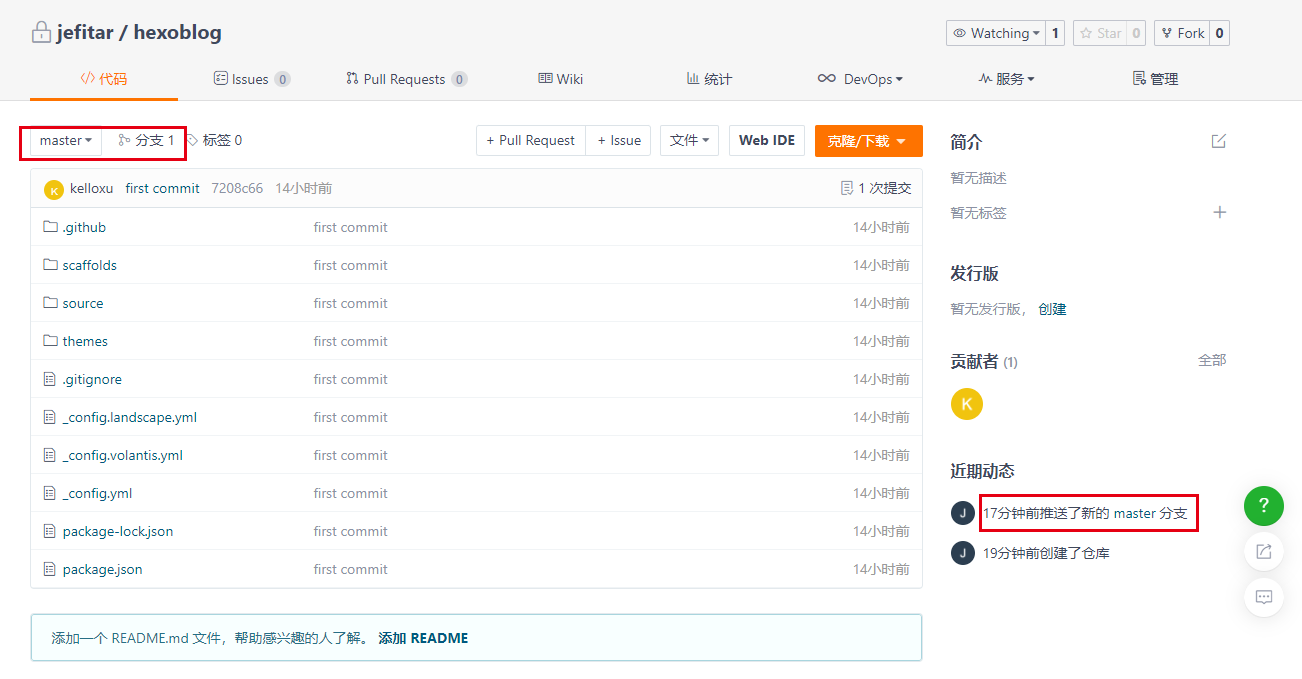 jefitar / hexoblog
Watching 1 Star 0 Fork 0
代码 Issues 0 Pull Requests 0 Wiki 统计 DevOps 服务 管理
master 分支 1 标签 0 + Pull Request + Issue 文件 Web IDE 克隆/下载
K kelloxu first commit 7208c66 14小时前 1 次提交
.github first commit 14小时前
scaffolds first commit 14小时前
source first commit 14小时前
themes first commit 14小时前
.gitignore first commit 14小时前
_config.landscape.yml first commit 14小时前
_config.volantis.yml first commit 14小时前
_config.yml first commit 14小时前
package-lock.json first commit 14小时前
package.json first commit 14小时前
添加一个 README.md 文件，帮助感兴趣的人了解。 添加 README
简介
暂无描述
暂无标签
发行版
暂无发行版， 创建
贡献者 (1) 全部
K
近期动态
J 17分钟前推送了新的 master 分支
J 19分钟前创建了仓库
?